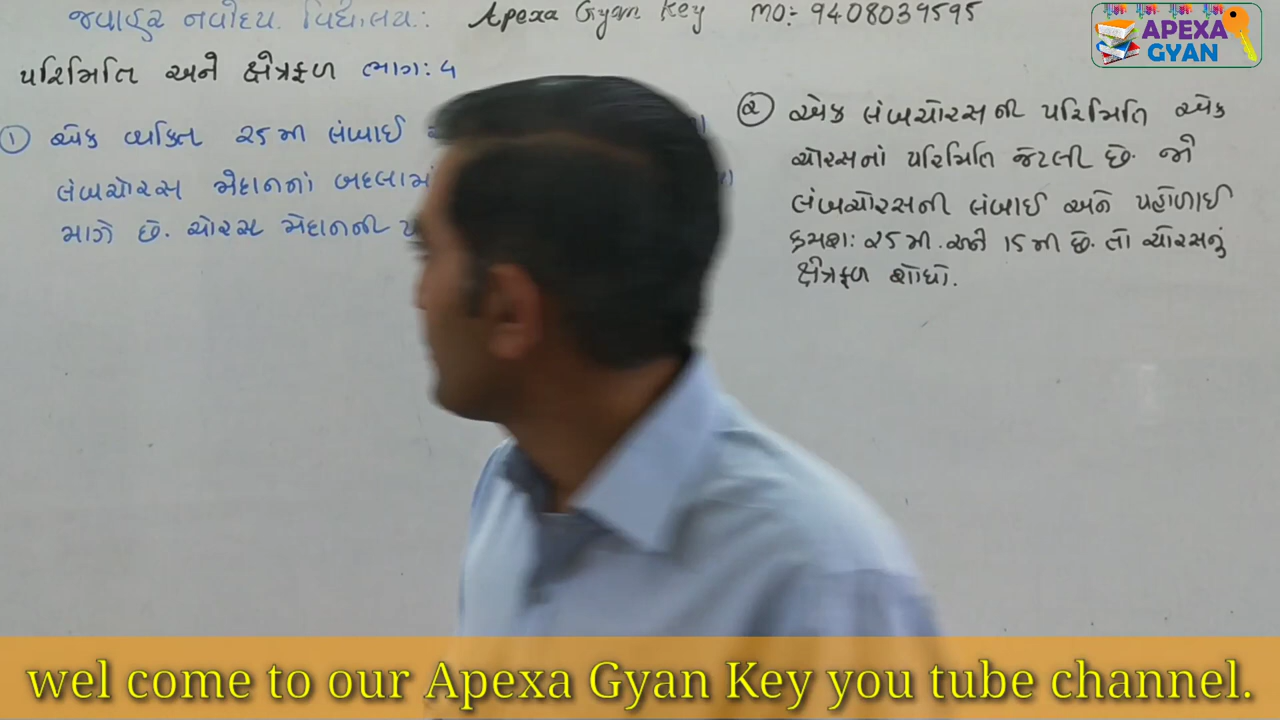 જવાહર નવોદય વિદ્યાલય: Apexa Gyan Key MO: 9408039595
APEXA GYAN
પરિમિતિ અને ક્ષેત્રફળ ભાગ: 5
① એક વ્યક્તિ ૨૫ મી લંબાઈ
લંબચોરસ મેદાનનાં બદલામાં
માગે છે. ચોરસ મેદાનની
② એક લંબચોરસની પરિમિતિ એક
ચોરસનાં પરિમિતિ જેટલી છે. જો
લંબચોરસની લંબાઈ અને પહોળાઈ
ક્રમશ: ૨૫ મી. અને ૧૫ મી છે. તો ચોરસનું
ક્ષેત્રફળ શોધો.
wel come to our Apexa Gyan Key you tube channel.